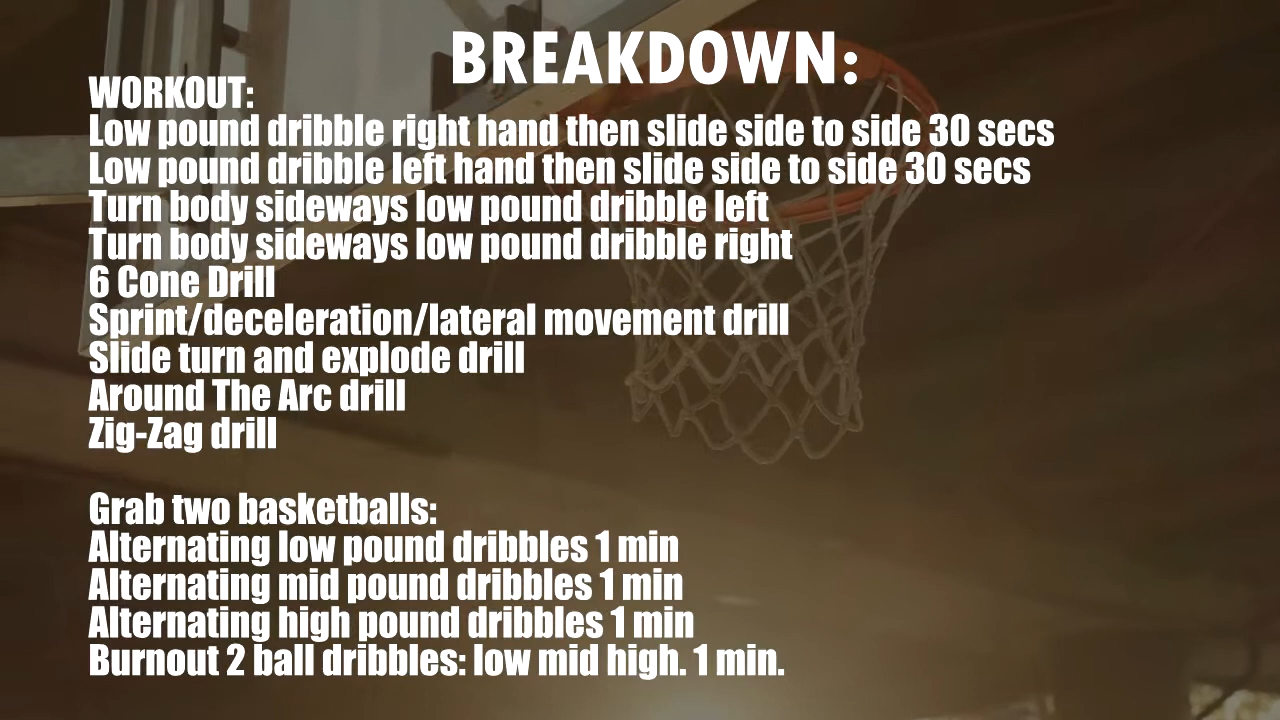 BREAKDOWN:
WORKOUT:
Low pound dribble right hand then slide side to side 30 secs
Low pound dribble left hand then slide side to side 30 secs
Turn body sideways low pound dribble left
Turn body sideways low pound dribble right
6 Cone Drill
Sprint/deceleration/lateral movement drill
Slide turn and explode drill
Around The Arc drill
Zig-Zag drill
Grab two basketballs:
Alternating low pound dribbles 1 min
Alternating mid pound dribbles 1 min
Alternating high pound dribbles 1 min
Burnout 2 ball dribbles: low mid high. 1 min.